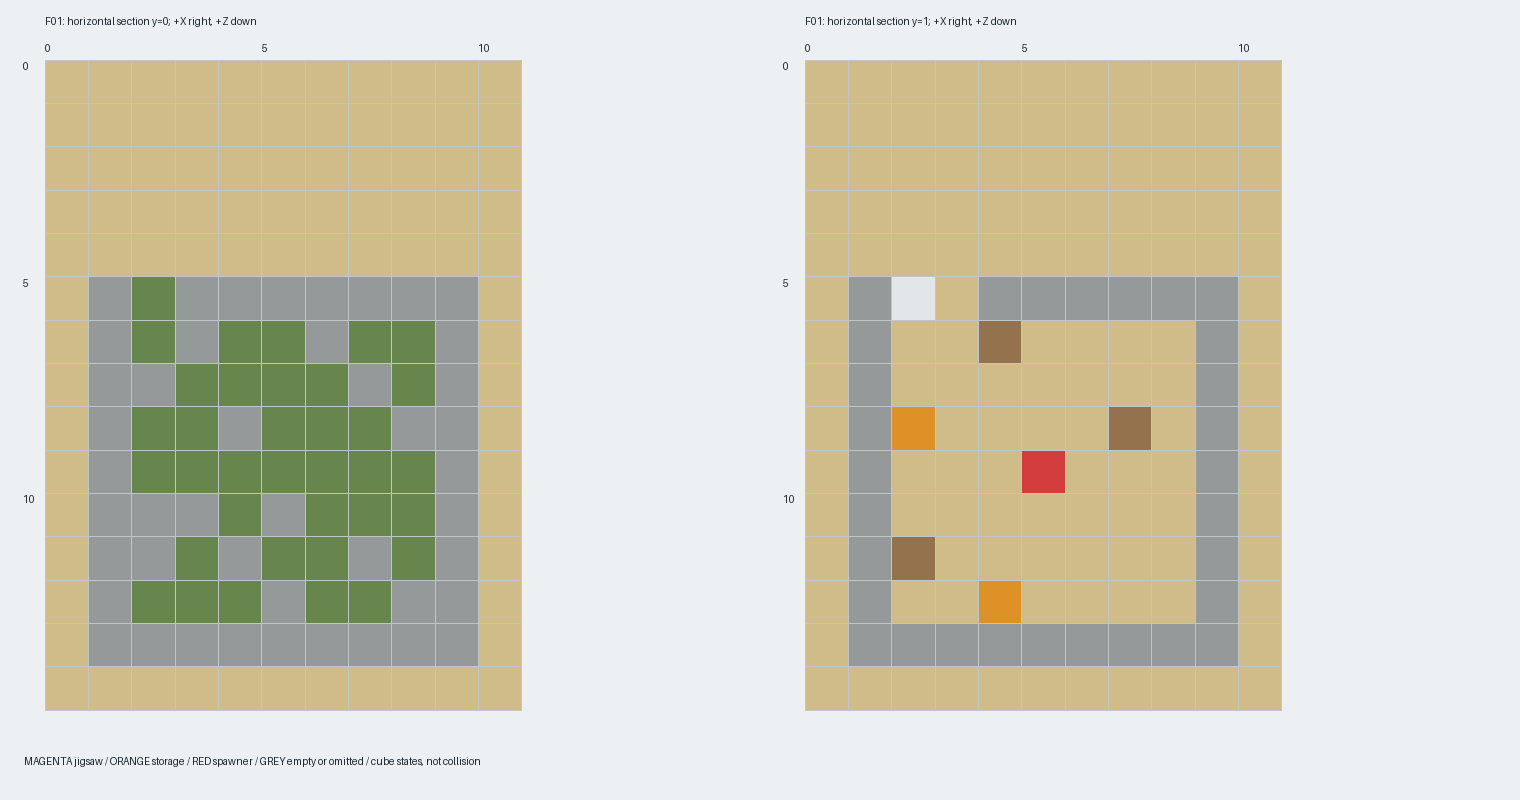 F01: horizontal section y=0; +X right, +Z down
F01: horizontal section y=1; +X right, +Z down
0 5 10
0 5 10
0 0
5 5
10 10
MAGENTA jigsaw / ORANGE storage / RED spawner / GREY empty or omitted / cube states, not collision